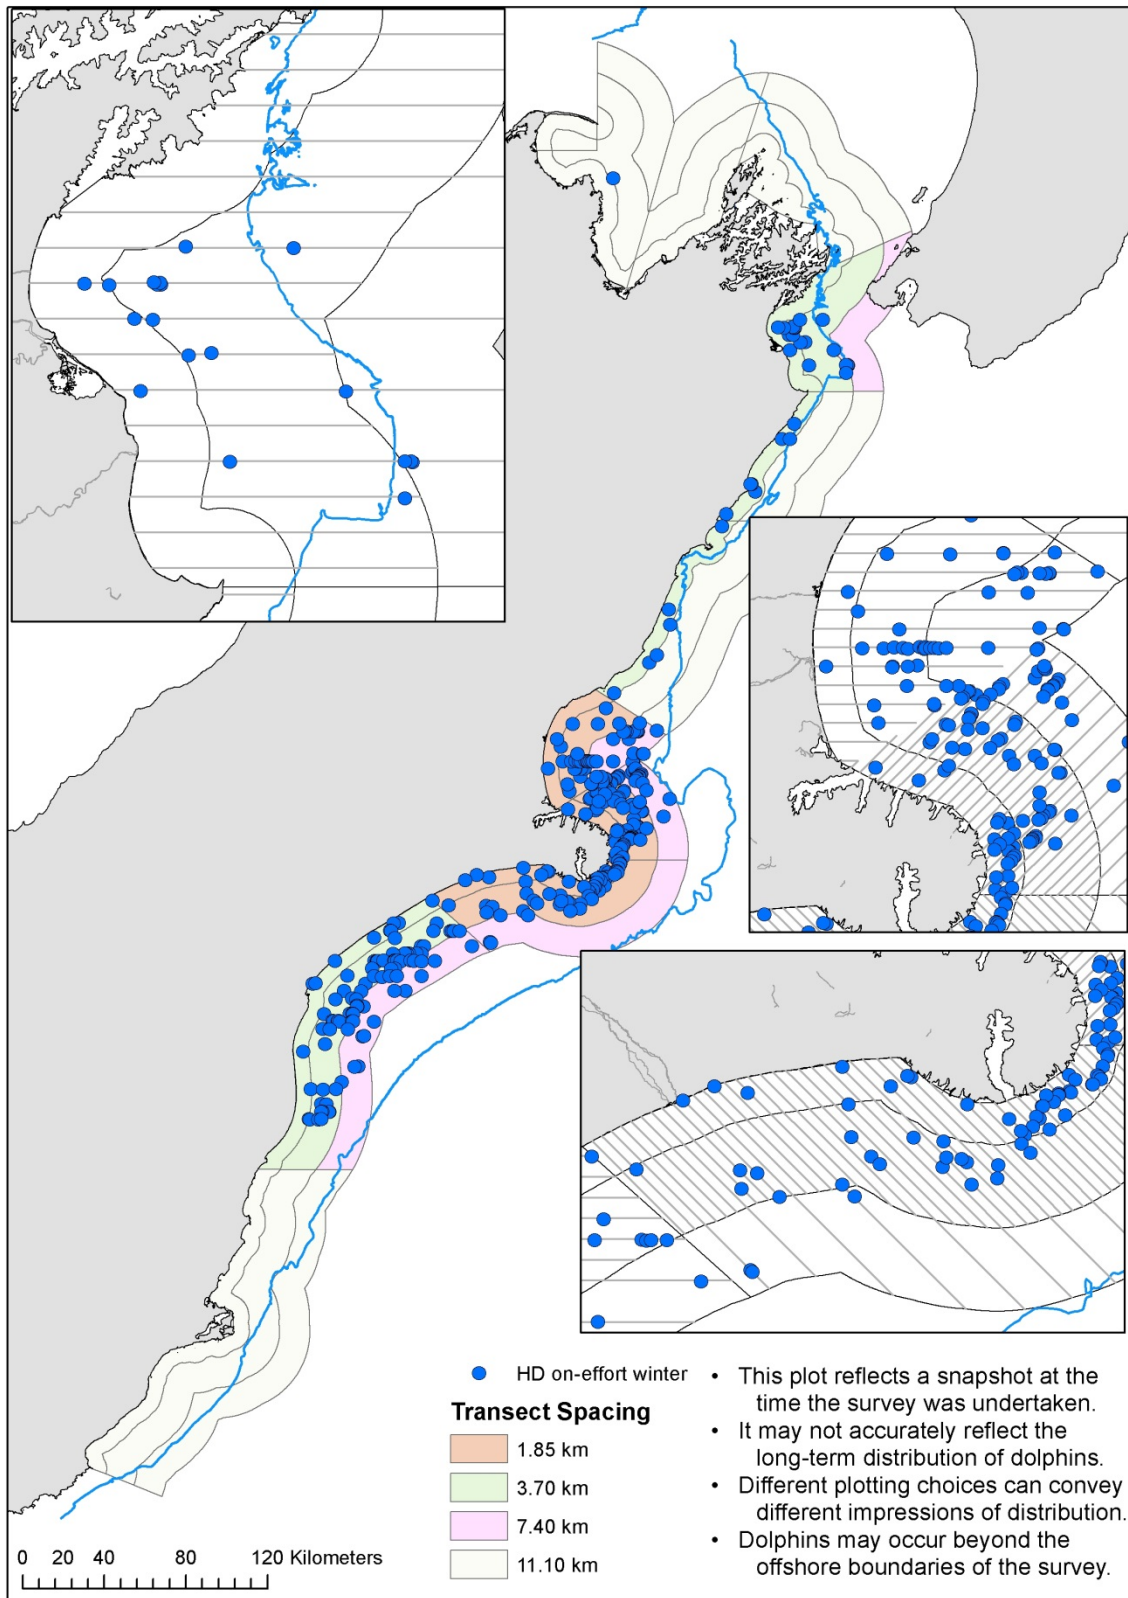 HD on-effort winter
Transect Spacing
1.85 km
3.70 km
7.40 km
11.10 km
0 20 40 80 120 Kilometers
• This plot reflects a snapshot at the
time the survey was undertaken.
• It may not accurately reflect the
long-term distribution of dolphins.
• Different plotting choices can convey
different impressions of distribution.
• Dolphins may occur beyond the
offshore boundaries of the survey.